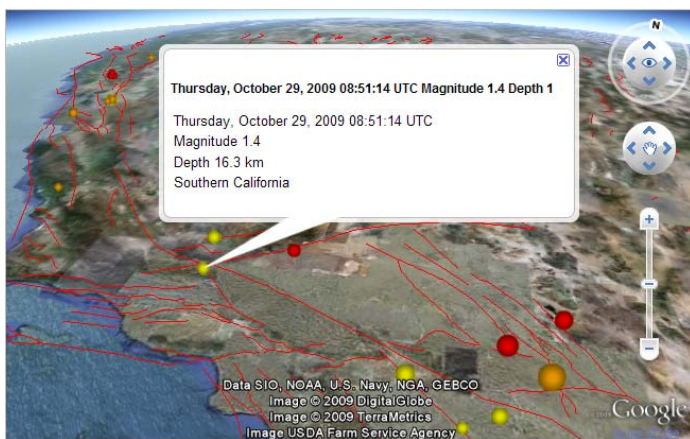 N
Thursday, October 29, 2009 08:51:14 UTC Magnitude 1.4 Depth 1
Thursday, October 29, 2009 08:51:14 UTC
Magnitude 1.4
Depth 16.3 km
Southern California
Data SIO, NOAA, U.S. Navy, NGA, GEBCO
Image © 2009 DigitalGlobe
Image © 2009 TerraMetrics
Image USDA Farm Service Agency
Google